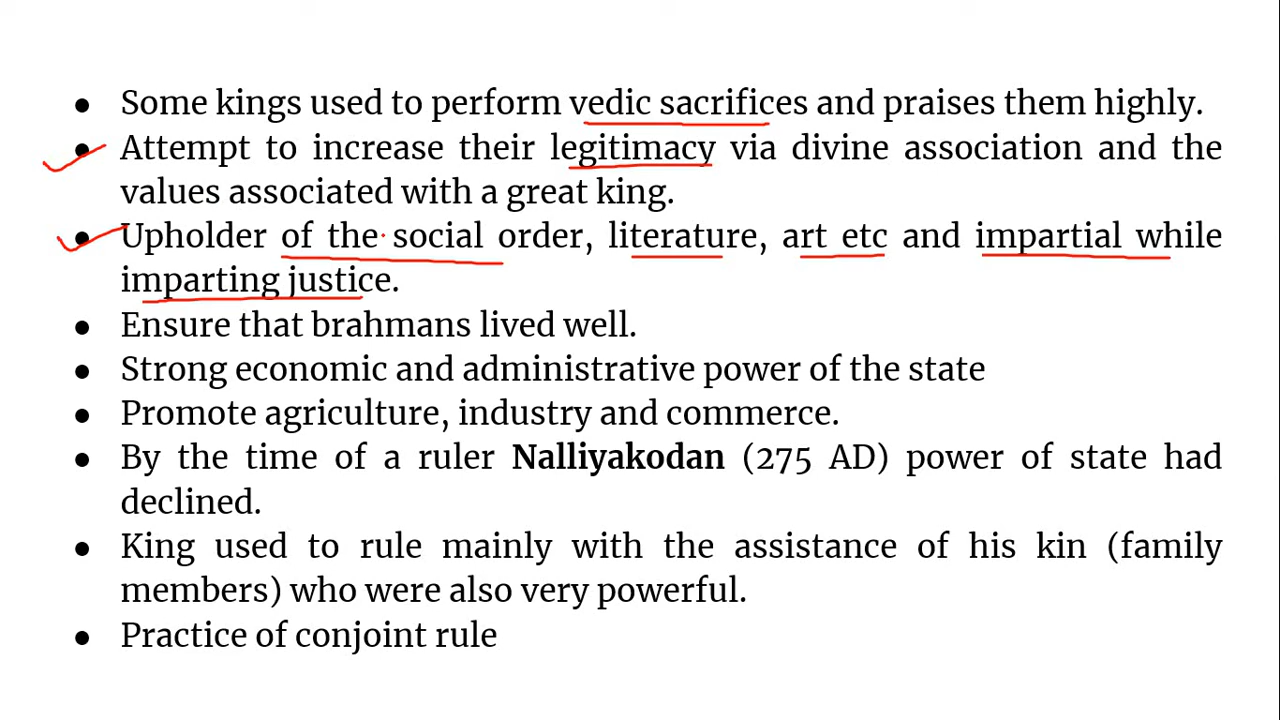 ● Some kings used to perform vedic sacrifices and praises them highly.
● Attempt to increase their legitimacy via divine association and the
values associated with a great king.
● Upholder of the social order, literature, art etc and impartial while
imparting justice.
● Ensure that brahmans lived well.
● Strong economic and administrative power of the state
● Promote agriculture, industry and commerce.
● By the time of a ruler Nalliyakodan (275 AD) power of state had
declined.
● King used to rule mainly with the assistance of his kin (family
members) who were also very powerful.
● Practice of conjoint rule